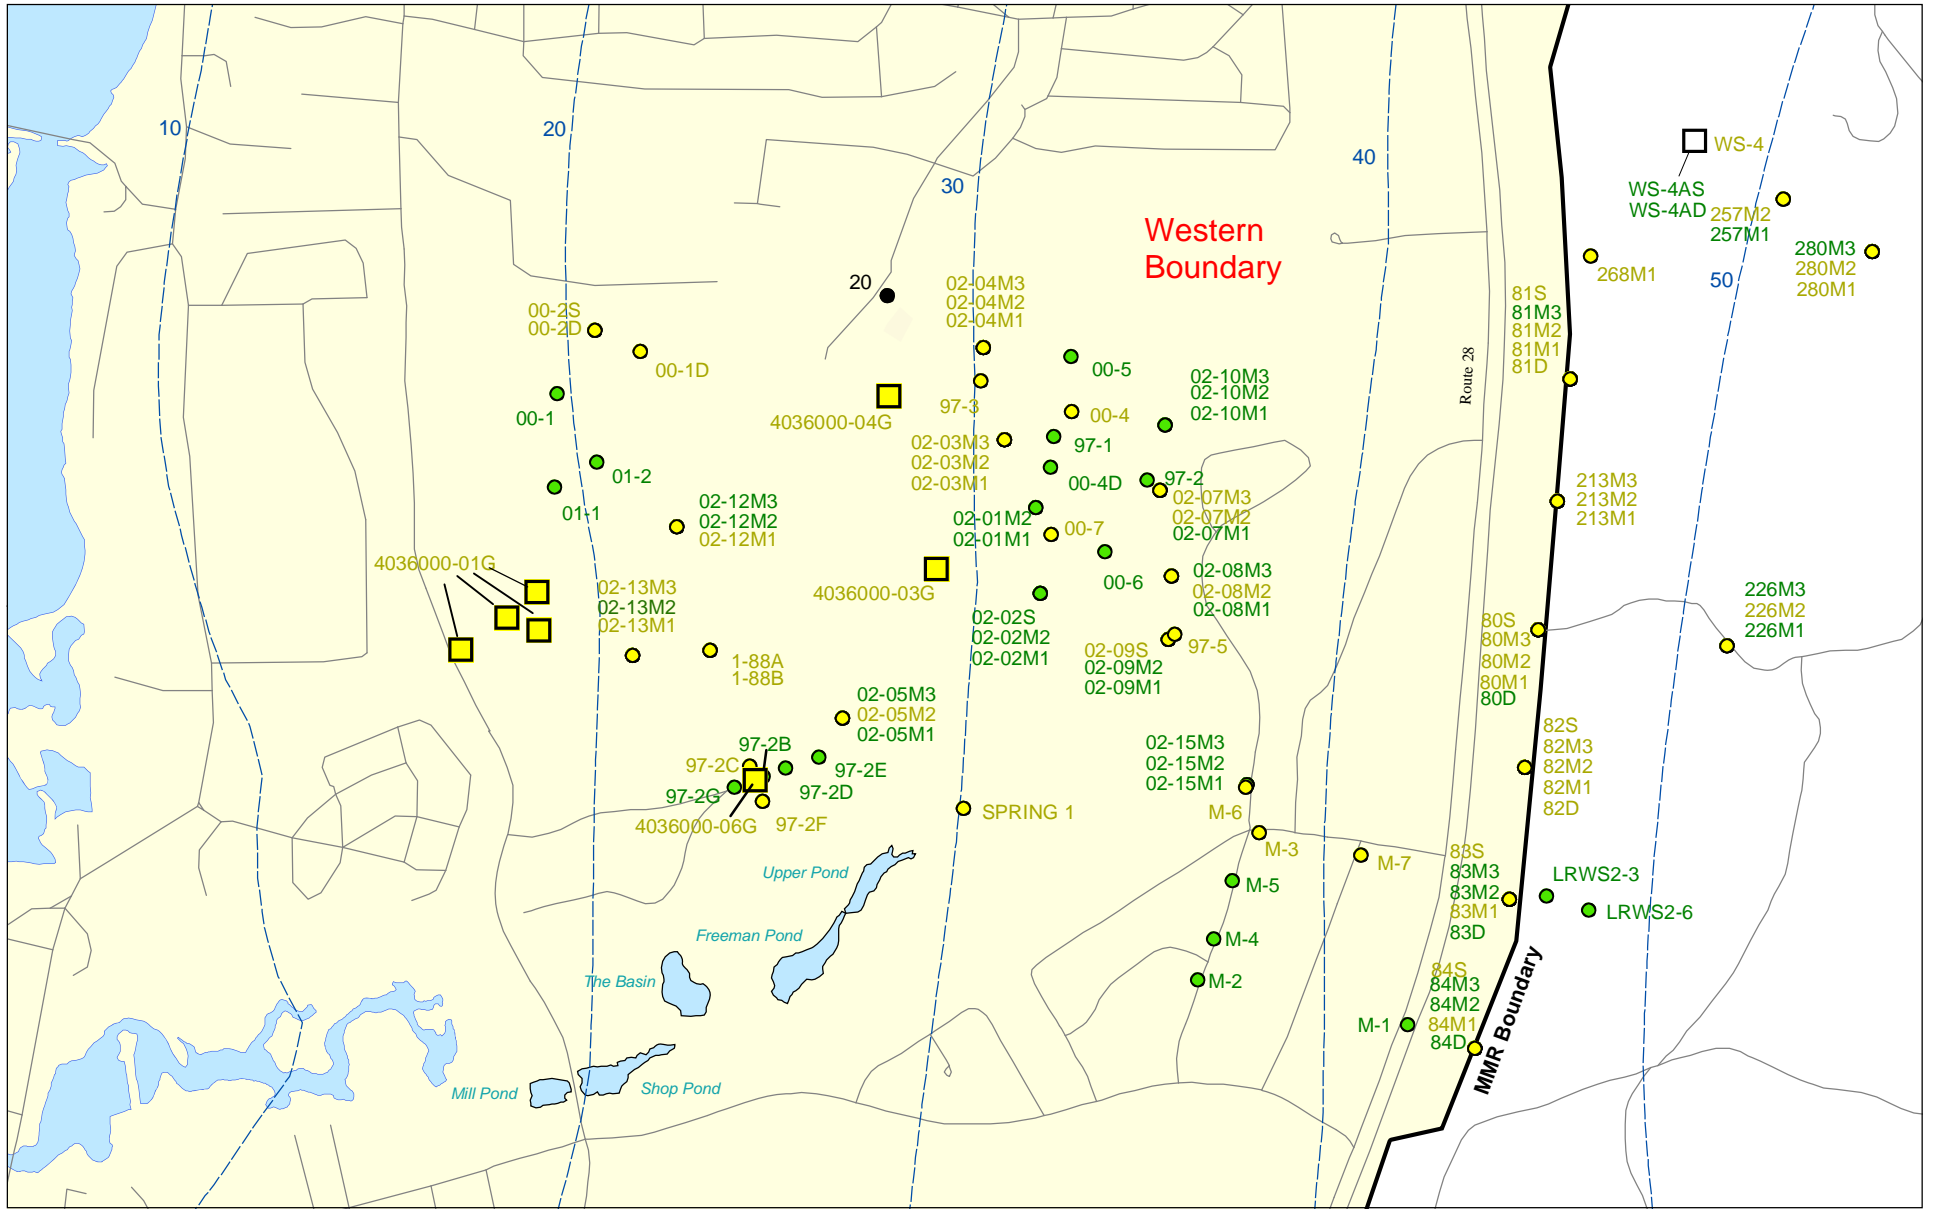 10
20
30
40
50
Western
Boundary
WS-4
WS-4AS
WS-4AD
257M2
257M1
280M3
280M2
280M1
268M1
20
02-04M3
02-04M2
02-04M1
00-2S
00-2D
00-1D
00-1
01-2
01-1
4036000-04G
97-3
00-5
00-4
02-10M3
02-10M2
02-10M1
97-1
02-03M3
02-03M2
02-03M1
00-4D
97-2
02-07M3
02-07M2
02-07M1
02-01M2
02-01M1
00-7
00-6
02-12M3
02-12M2
02-12M1
4036000-01G
02-13M3
02-13M2
02-13M1
4036000-03G
02-08M3
02-08M2
02-08M1
02-02S
02-02M2
02-02M1
02-09S
02-09M2
02-09M1
97-5
1-88A
1-88B
02-05M3
02-05M2
02-05M1
97-2B
97-2C
97-2E
97-2D
97-2G
97-2F
4036000-06G
SPRING 1
02-15M3
02-15M2
02-15M1
M-6
M-3
M-7
M-5
M-4
M-2
M-1
Route 28
81S
81M3
81M2
81M1
81D
213M3
213M2
213M1
80S
80M3
80M2
80M1
80D
226M3
226M2
226M1
82S
82M3
82M2
82M1
82D
83S
83M3
83M2
83M1
83D
LRWS2-3
LRWS2-6
84S
84M3
84M2
84M1
84D
MMR Boundary
Upper Pond
Freeman Pond
The Basin
Mill Pond
Shop Pond